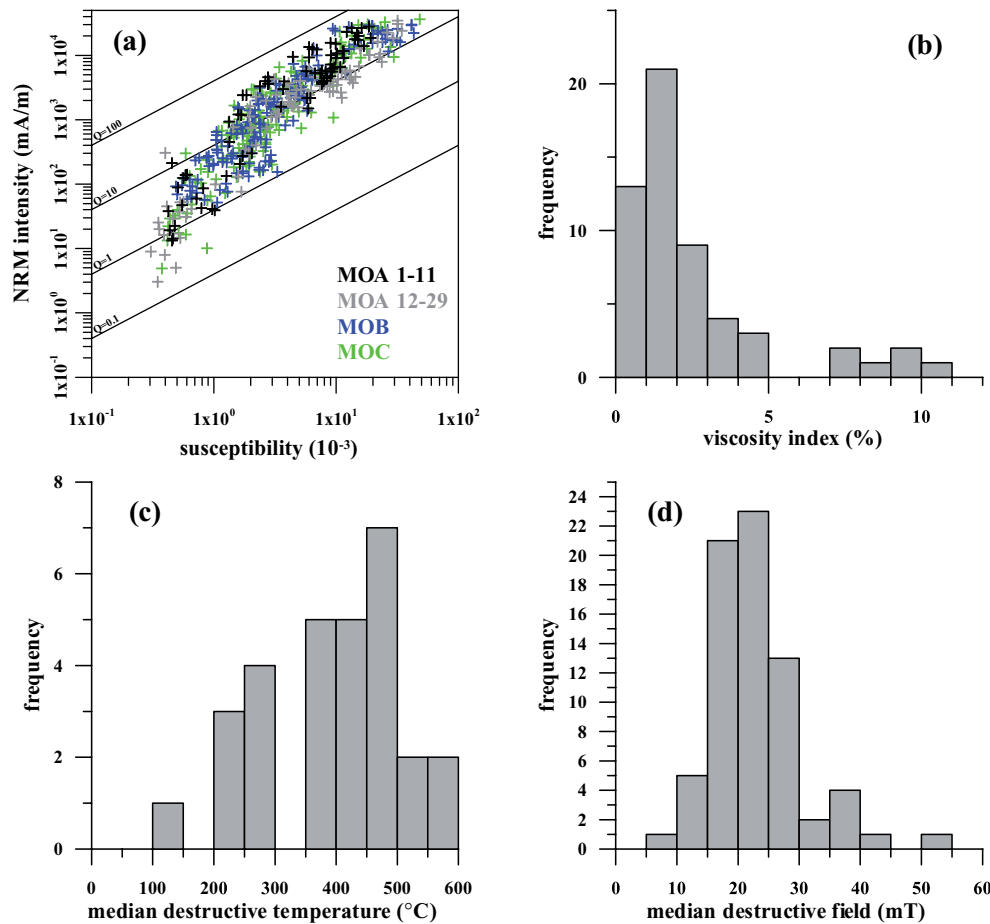 (a)
NRM intensity (mA/m)
1x10⁴
1x10³
1x10²
1x10¹
1x10⁰
1x10⁻¹
Q=100
Q=10
Q=1
Q=0.1
MOA 1-11
MOA 12-29
MOB
MOC
1x10⁻¹ 1x10⁰ 1x10¹ 1x10²
susceptibility (10⁻³)
(b)
frequency
20
10
0
0 5 10
viscosity index (%)
(c)
frequency
8
6
4
2
0
0 100 200 300 400 500 600
median destructive temperature (°C)
(d)
frequency
24
22
20
18
16
14
12
10
8
6
4
2
0
0 10 20 30 40 50 60
median destructive field (mT)